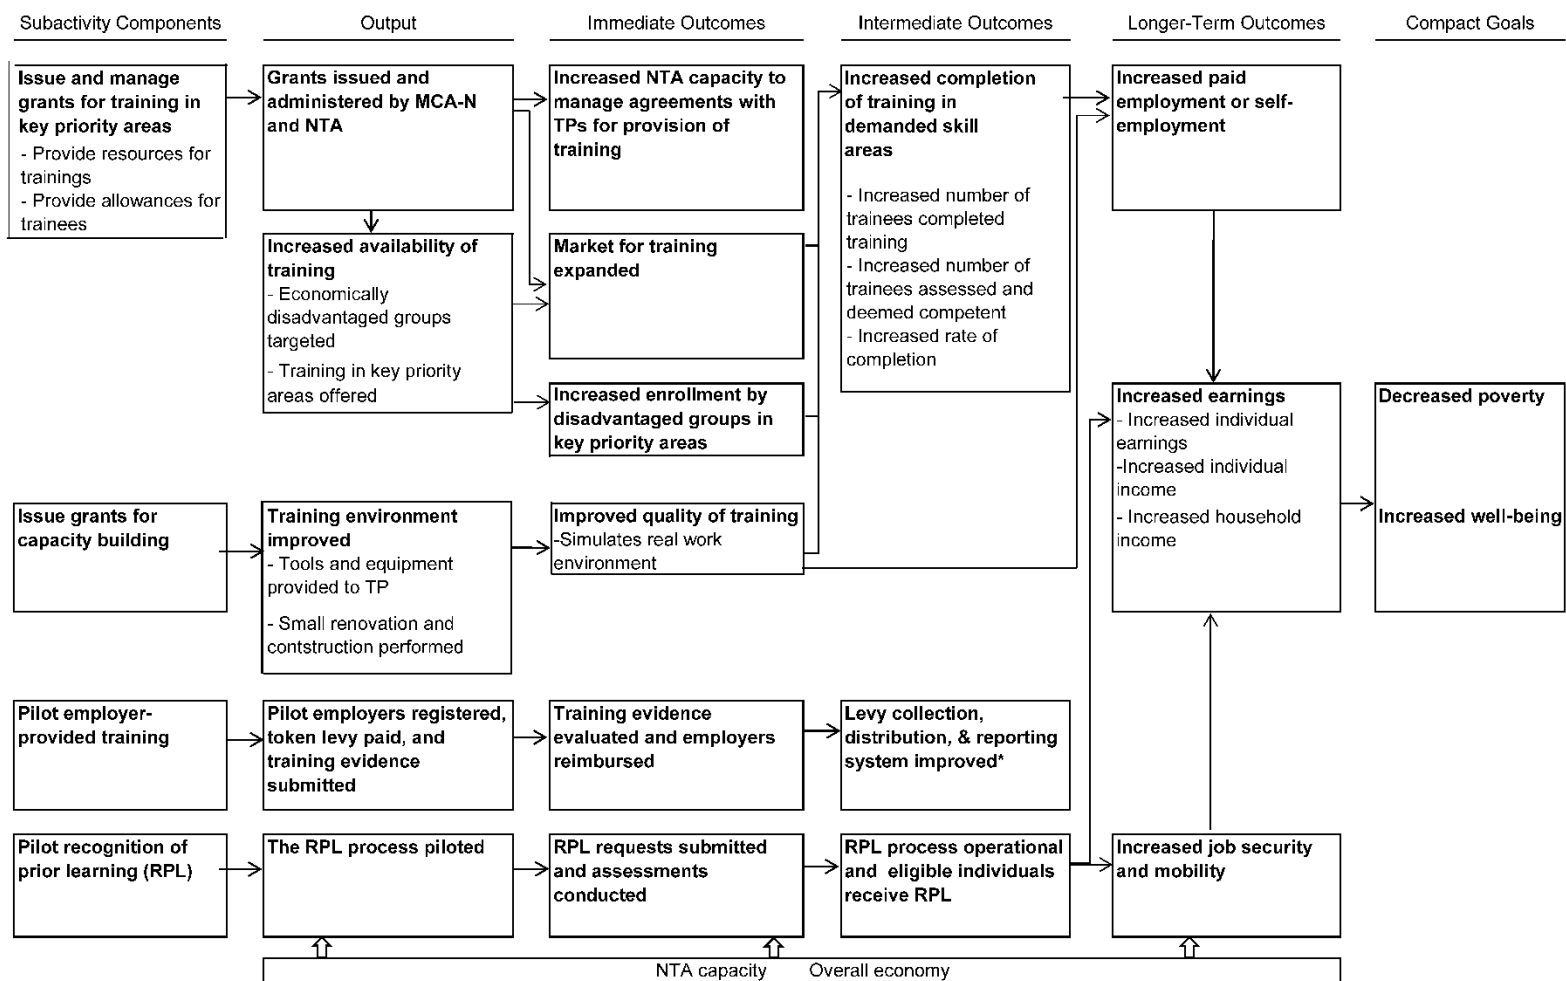 Subactivity Components
Output
Immediate Outcomes
Intermediate Outcomes
Longer-Term Outcomes
Compact Goals
Issue and manage
grants for training in
key priority areas
- Provide resources for
trainings
- Provide allowances for
trainees
Grants issued and
administered by MCA-N
and NTA
Increased NTA capacity to
manage agreements with
TPs for provision of
training
Increased completion
of training in
demanded skill
areas
- Increased number of
trainees completed
training
- Increased number of
trainees assessed and
deemed competent
- Increased rate of
completion
Increased paid
employment or self-
employment
Increased availability of
training
- Economically
disadvantaged groups
targeted
- Training in key priority
areas offered
Market for training
expanded
Increased enrollment by
disadvantaged groups in
key priority areas
Increased earnings
- Increased individual
earnings
-Increased individual
income
- Increased household
income
Decreased poverty
Increased well-being
Issue grants for
capacity building
Training environment
improved
- Tools and equipment
provided to TP
- Small renovation and
contstruction performed
Improved quality of training
-Simulates real work
environment
Pilot employer-
provided training
Pilot employers registered,
token levy paid, and
training evidence
submitted
Training evidence
evaluated and employers
reimbursed
Levy collection,
distribution, & reporting
system improved*
Pilot recognition of
prior learning (RPL)
The RPL process piloted
RPL requests submitted
and assessments
conducted
RPL process operational
and eligible individuals
receive RPL
Increased job security
and mobility
NTA capacity Overall economy